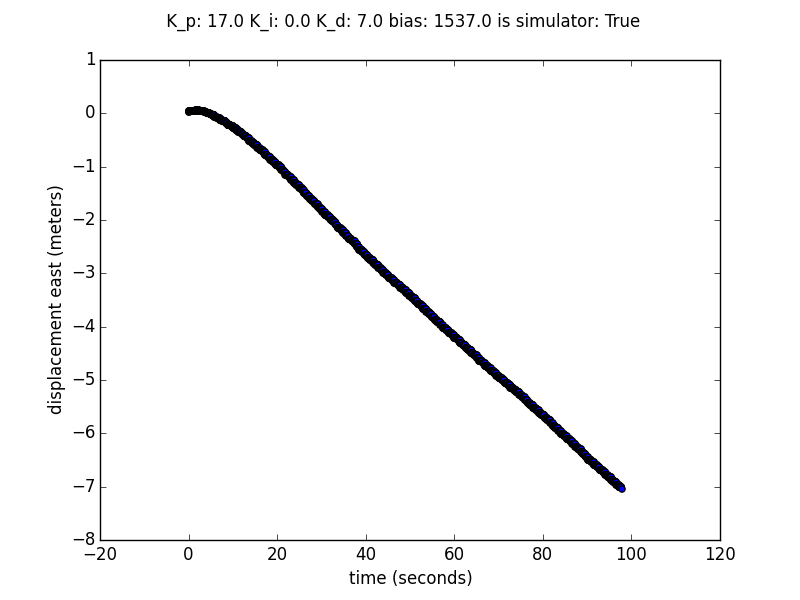 K_p: 17.0 K_i: 0.0 K_d: 7.0 bias: 1537.0 is simulator: True
1
0
−1
−2
−3
−4
−5
−6
−7
−8
displacement east (meters)
−20 0 20 40 60 80 100 120
time (seconds)